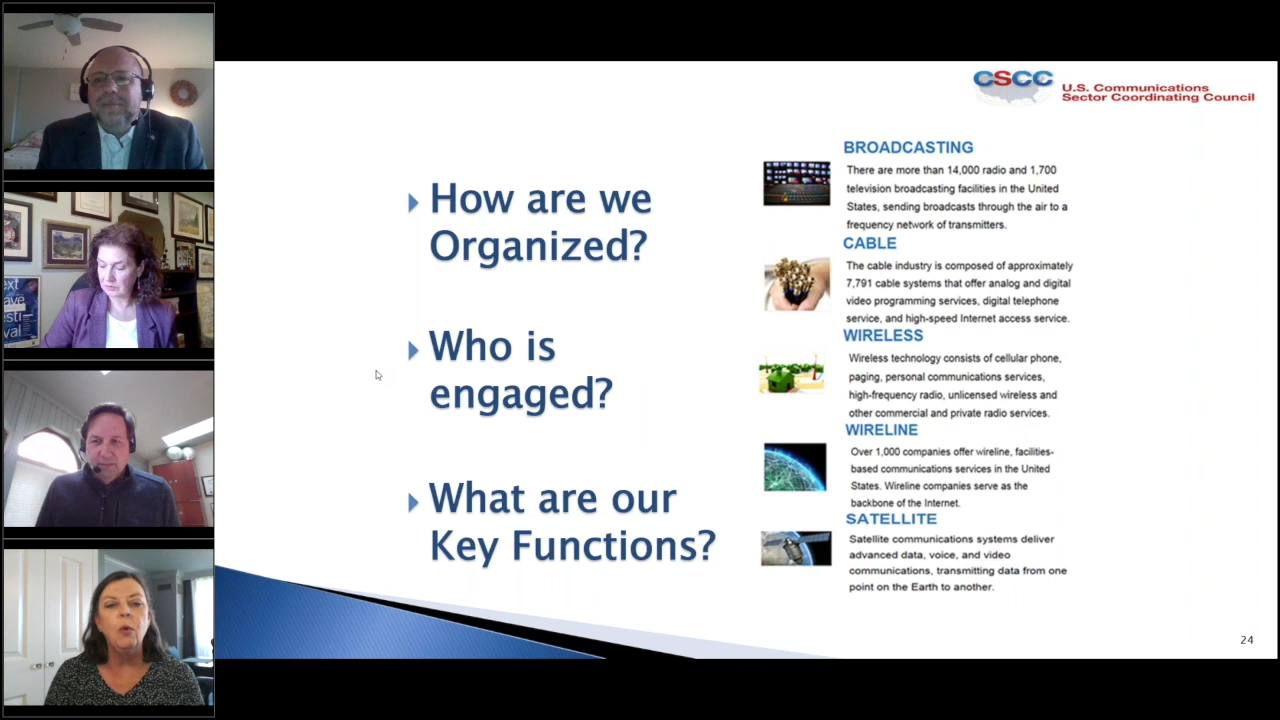 CSCC
U.S. Communications
Sector Coordinating Council
How are we
Organized?
Who is
engaged?
What are our
Key Functions?
BROADCASTING
There are more than 14,000 radio and 1,700
television broadcasting facilities in the United
States, sending broadcasts through the air to a
frequency network of transmitters.
CABLE
The cable industry is composed of approximately
7,791 cable systems that offer analog and digital
video programming services, digital telephone
service, and high-speed Internet access service.
WIRELESS
Wireless technology consists of cellular phone,
paging, personal communications services,
high-frequency radio, unlicensed wireless and
other commercial and private radio services.
WIRELINE
Over 1,000 companies offer wireline, facilities-
based communications services in the United
States. Wireline companies serve as the
backbone of the Internet.
SATELLITE
Satellite communications systems deliver
advanced data, voice, and video
communications, transmitting data from one
point on the Earth to another.
24